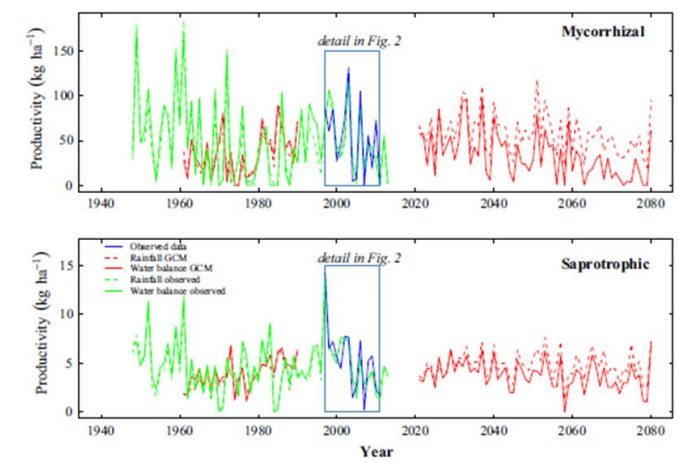 Mycorrhizal
detail in Fig. 2
Productivity (kg ha⁻¹)
150
100
50
0
1940 1960 1980 2000 2020 2040 2060 2080
Saprotrophic
detail in Fig. 2
Observed data
Rainfall GCM
Water balance GCM
Rainfall observed
Water balance observed
Productivity (kg ha⁻¹)
15
10
5
0
1940 1960 1980 2000 2020 2040 2060 2080
Year